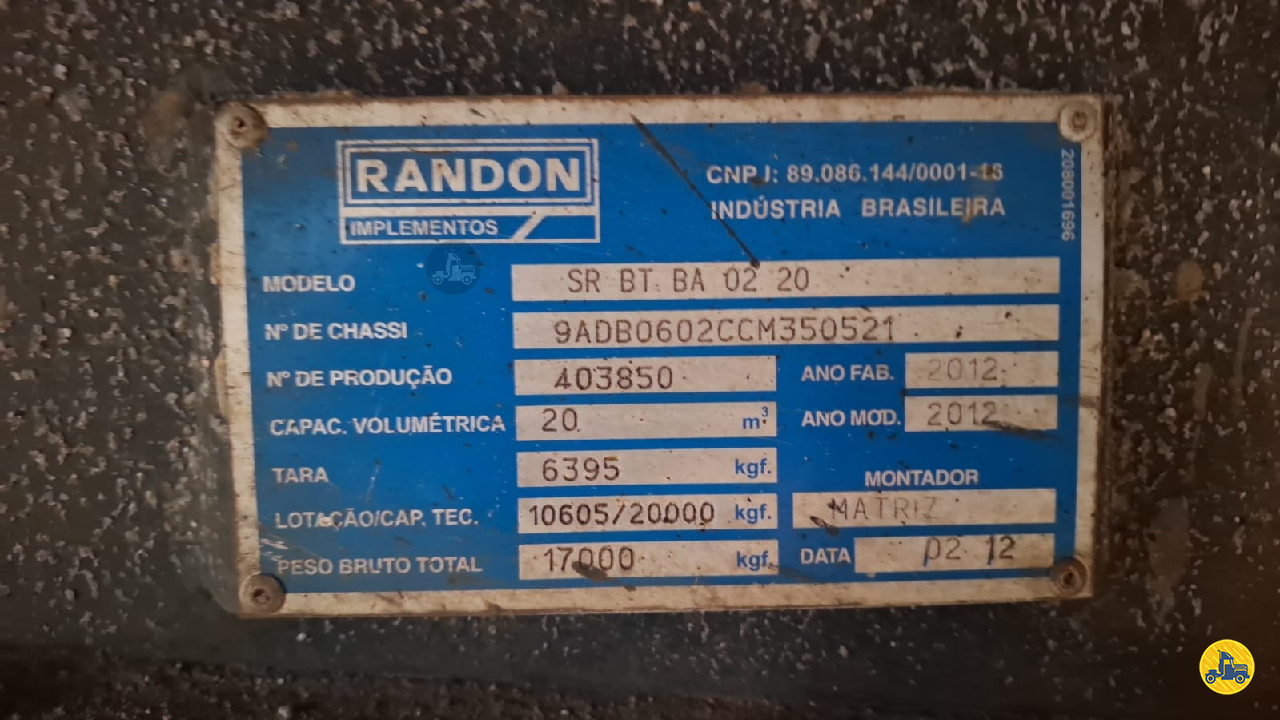 RANDON
IMPLEMENTOS
CNPJ: 89.086.144/0001-16
INDÚSTRIA BRASILEIRA
2080001696
MODELO SR BT BA 02 20
Nº DE CHASSI 9ADB0602CCM350521
Nº DE PRODUÇÃO 403850 ANO FAB. 2012
CAPAC. VOLUMÉTRICA 20 m³ ANO MOD. 2012
TARA 6395 kgf.
MONTADOR
LOTAÇÃO/CAP. TEC. 10605/20000 kgf. MATRIZ
PESO BRUTO TOTAL 17000 kgf. DATA 02 12